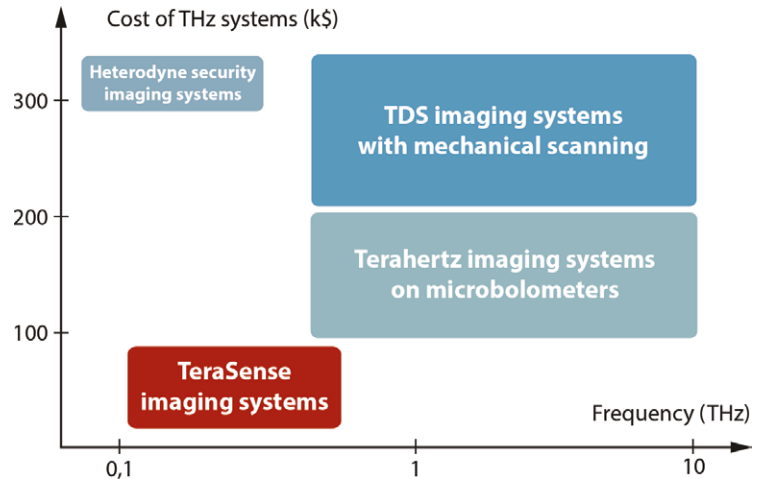 Cost of THz systems (k$)
Heterodyne security
imaging systems
300
TDS imaging systems
with mechanical scanning
200
Terahertz imaging systems
on microbolometers
100
TeraSense
imaging systems
Frequency (THz)
0,1
1
10